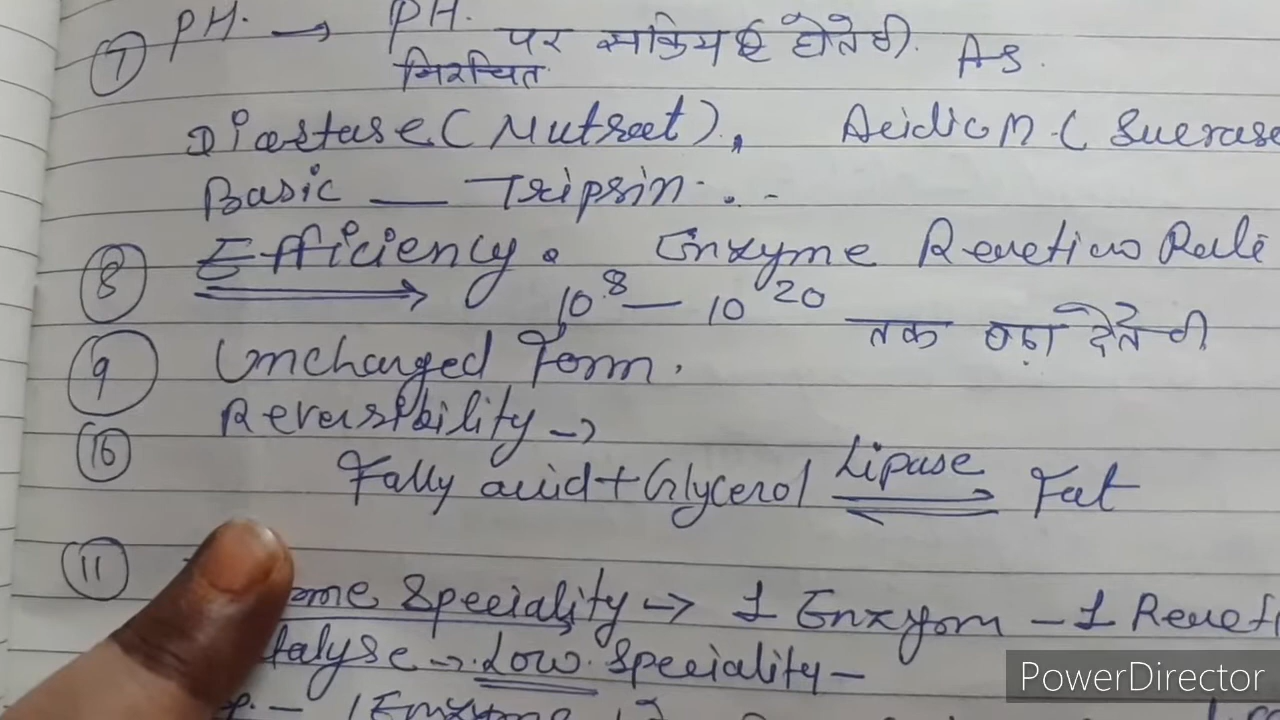 7 PH. → PH. पर सक्रिय होते है. As.
निश्चित
Diastase (Nutreet), Acidic M. (Sucrase
Basic — Tripsin. . -
8 Efficiency. Enzyme Reaction Rate
10^8 — 10^20 तक बढ़ा देते है
9 Unchanged Form.
10 Reversibility →
Fatty acid + Glycerol Lipase ⇌ Fat
11 Speciality → 1 Enzyom - 1
→ Low. Speciality -
PowerDirector